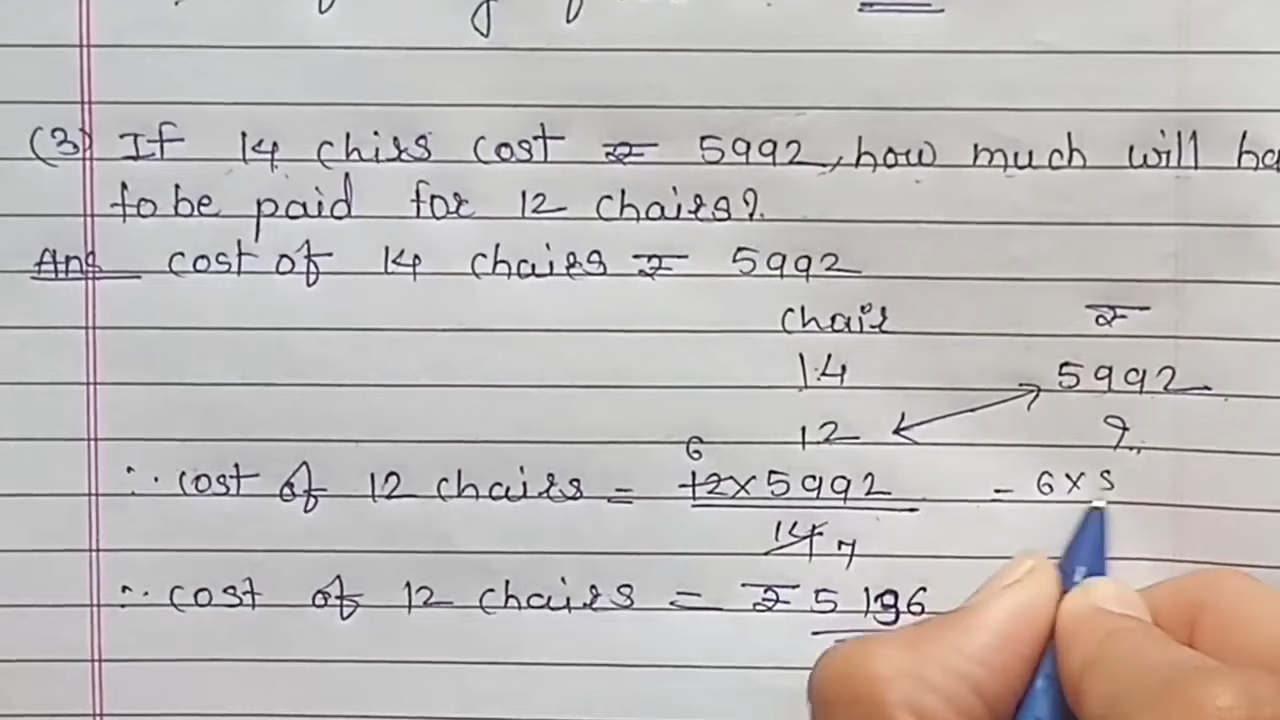 (3) If 14 chirs cost ₹ 5992, how much will ha
to be paid for 12 chairs?
Ans cost of 14 chairs ₹ 5992
chair ₹
14 5992
12 ?
6
∴ cost of 12 chairs = 12 × 5992 = 6 × 5
14 7
∴ cost of 12 chairs = ₹ 5136